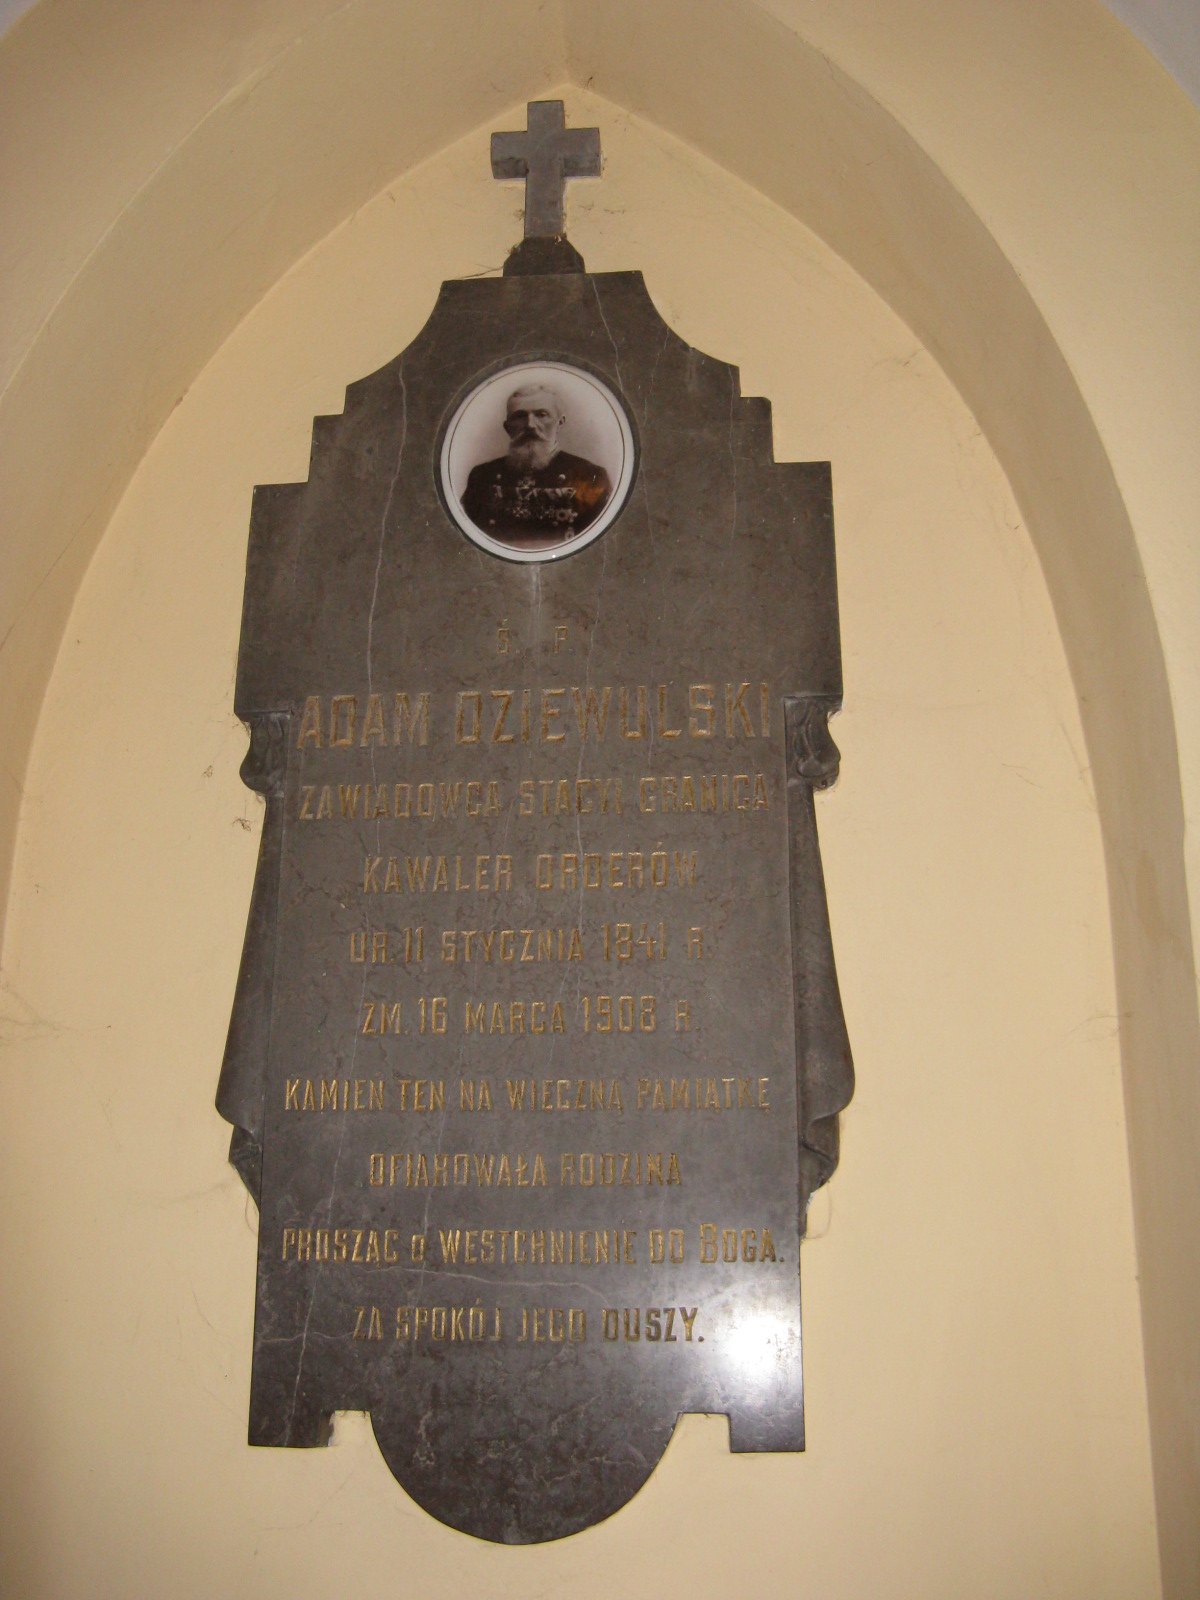 Ś. P.
ADAM DZIEWULSKI
ZAWIADOWCA STACYI GRANICA
KAWALER ORDERÓW
UR. 11 STYCZNIA 1841 R.
ZM. 16 MARCA 1908 R.
KAMIEN TEN NA WIECZNĄ PAMIĄTKĘ
OFIAROWAŁA RODZINA
PROSZĄC O WESTCHNIENIE DO BOGA.
ZA SPOKÓJ JEGO DUSZY.